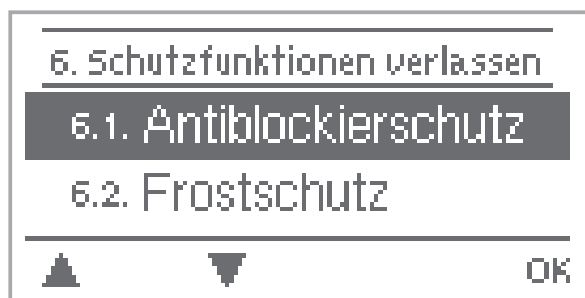 6. Schutzfunktionen verlassen
6.1. Antiblockierschutz
6.2. Frostschutz
OK